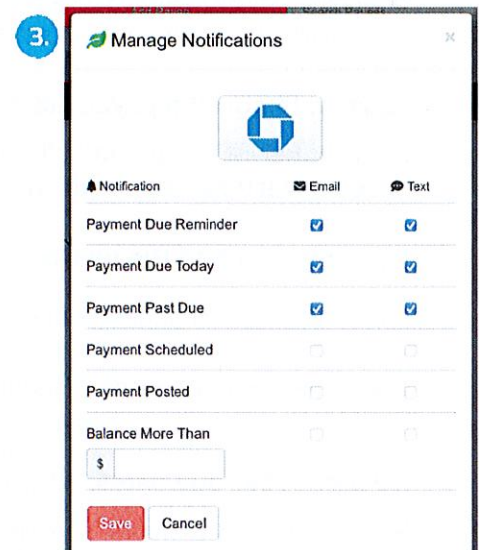 3.
Manage Notifications ×
Notification Email Text
Payment Due Reminder
Payment Due Today
Payment Past Due
Payment Scheduled
Payment Posted
Balance More Than
$
Save Cancel